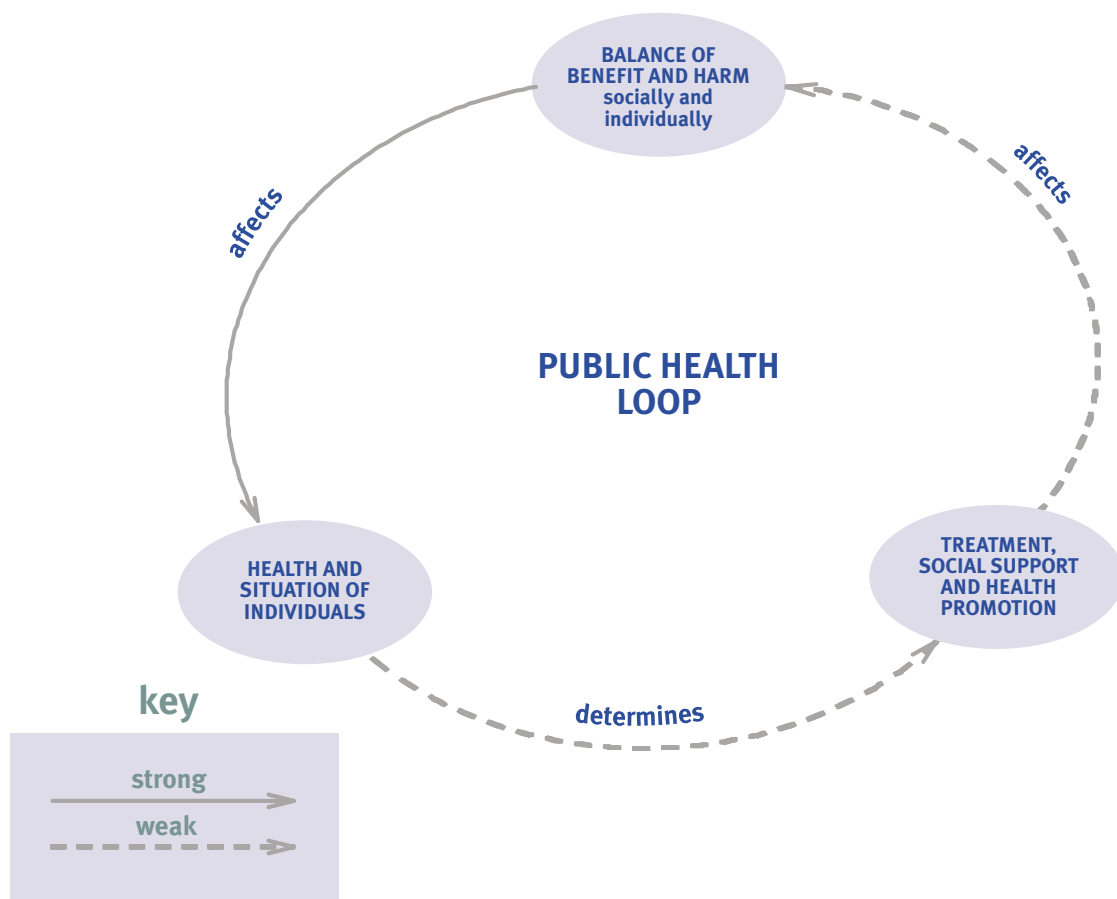 BALANCE OF
BENEFIT AND HARM
socially and
individually
affects
affects
PUBLIC HEALTH
LOOP
HEALTH AND
SITUATION OF
INDIVIDUALS
TREATMENT,
SOCIAL SUPPORT
AND HEALTH
PROMOTION
determines
key
strong
weak